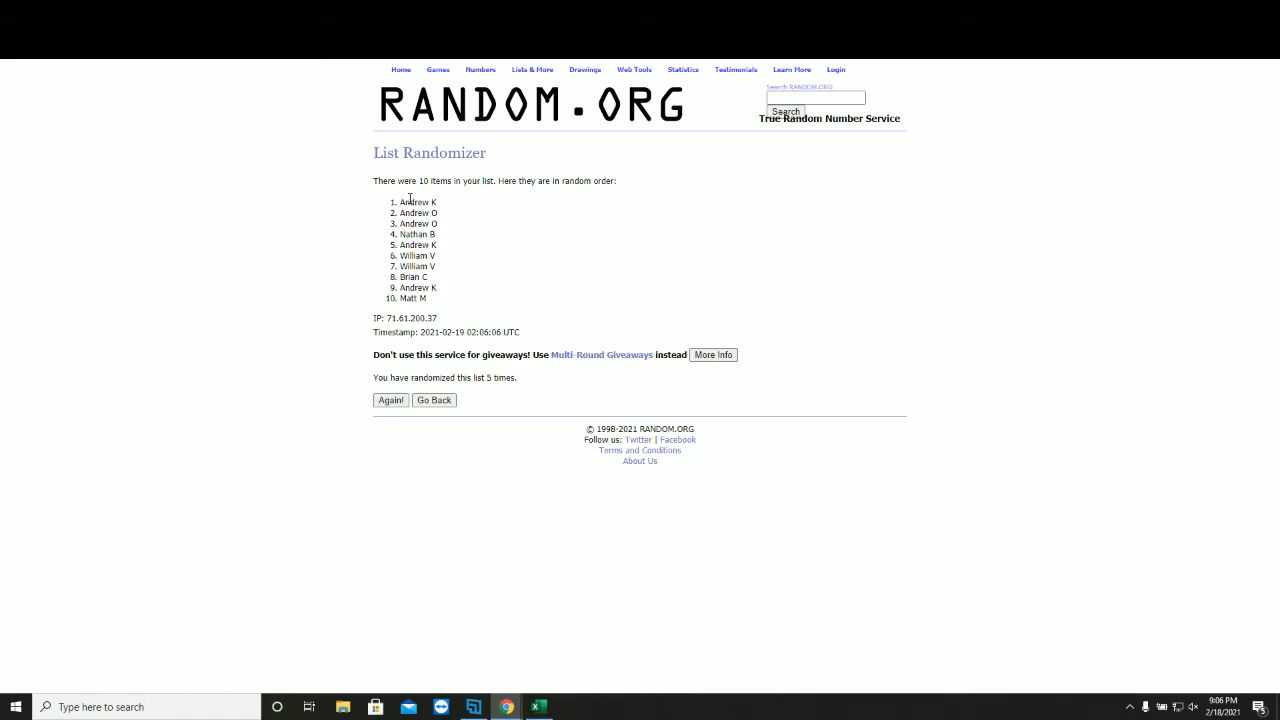 Home Games Numbers Lists & More Drawings Web Tools Statistics Testimonials Learn More Login
RANDOM.ORG
Search RANDOM.ORG
Search
True Random Number Service
List Randomizer
There were 10 items in your list. Here they are in random order:
1. Andrew K
2. Andrew O
3. Andrew O
4. Nathan B
5. Andrew K
6. William V
7. William V
8. Brian C
9. Andrew K
10. Matt M
IP: 71.61.200.37
Timestamp: 2021-02-19 02:06:06 UTC
Don't use this service for giveaways! Use Multi-Round Giveaways instead More Info
You have randomized this list 5 times.
Again! Go Back
© 1998-2021 RANDOM.ORG
Follow us: Twitter | Facebook
Terms and Conditions
About Us
Type here to search
9:06 PM
2/18/2021